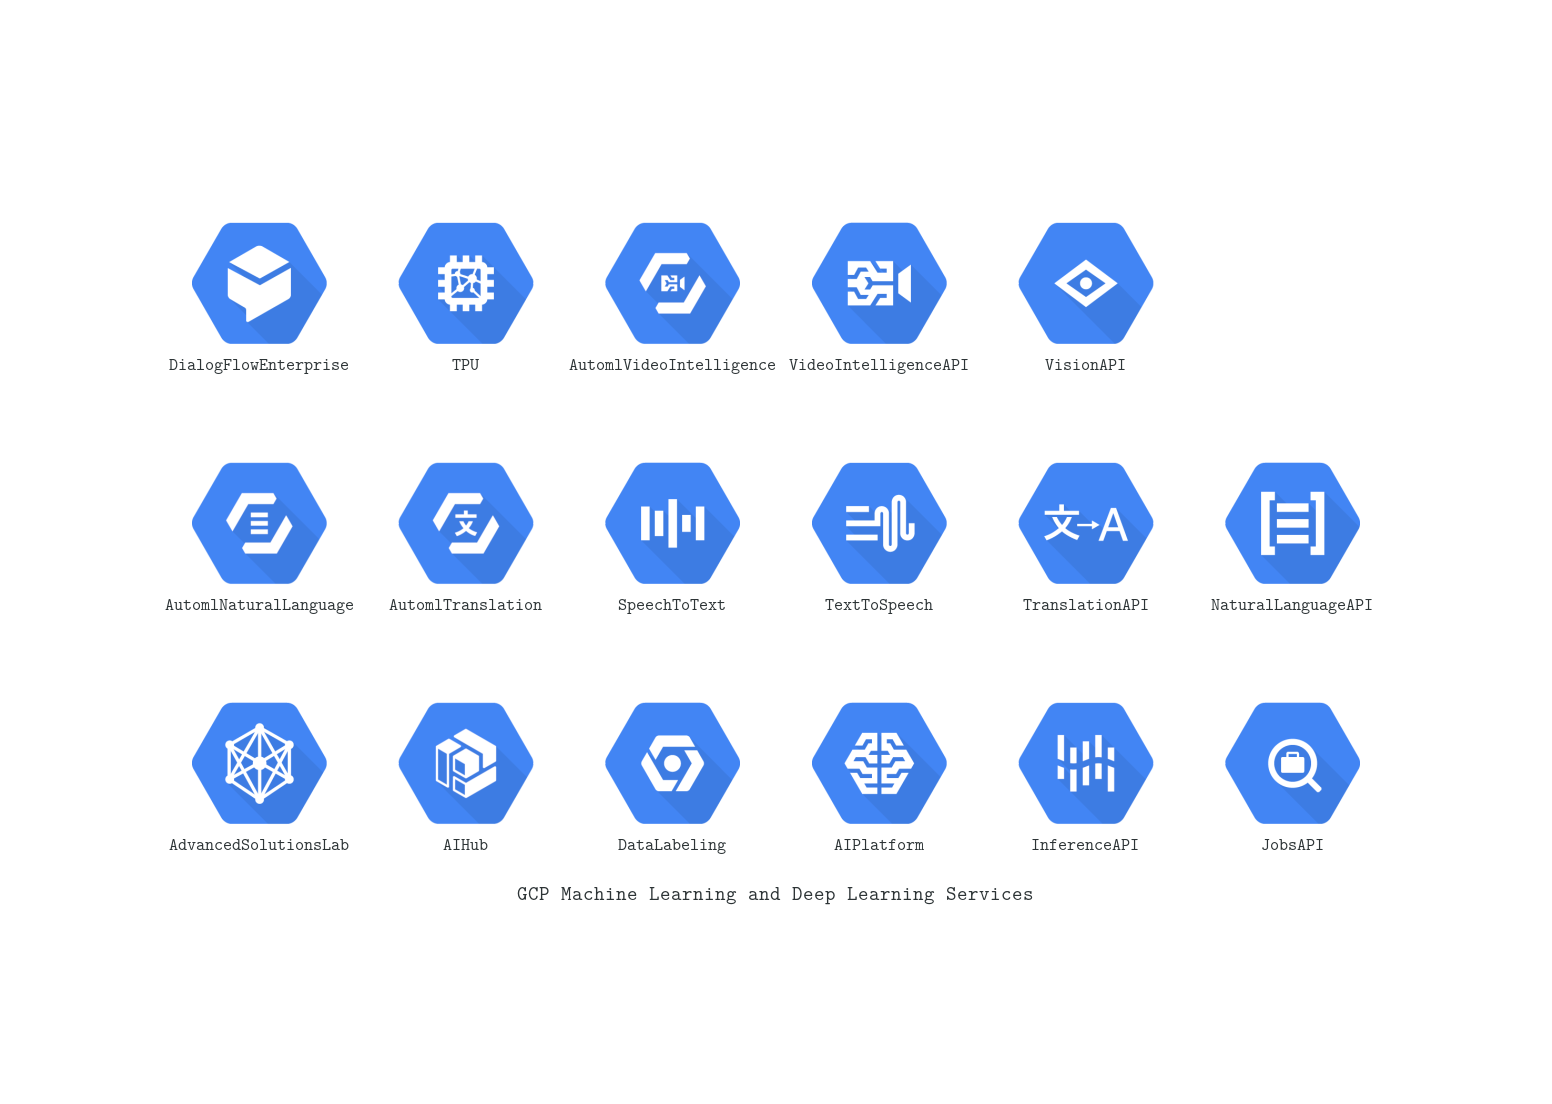 DialogFlowEnterprise TPU AutomlVideoIntelligence VideoIntelligenceAPI VisionAPI
文 文→A
AutomlNaturalLanguage AutomlTranslation SpeechToText TextToSpeech TranslationAPI NaturalLanguageAPI
AdvancedSolutionsLab AIHub DataLabeling AIPlatform InferenceAPI JobsAPI
GCP Machine Learning and Deep Learning Services